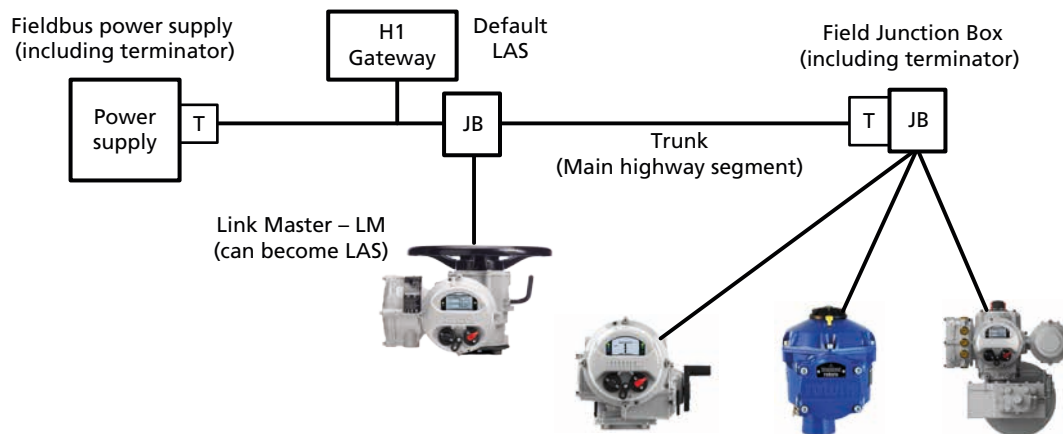 Fieldbus power supply
(including terminator)
H1
Gateway
Default
LAS
Field Junction Box
(including terminator)
Power
supply
T
JB
T
JB
Trunk
(Main highway segment)
Link Master – LM
(can become LAS)